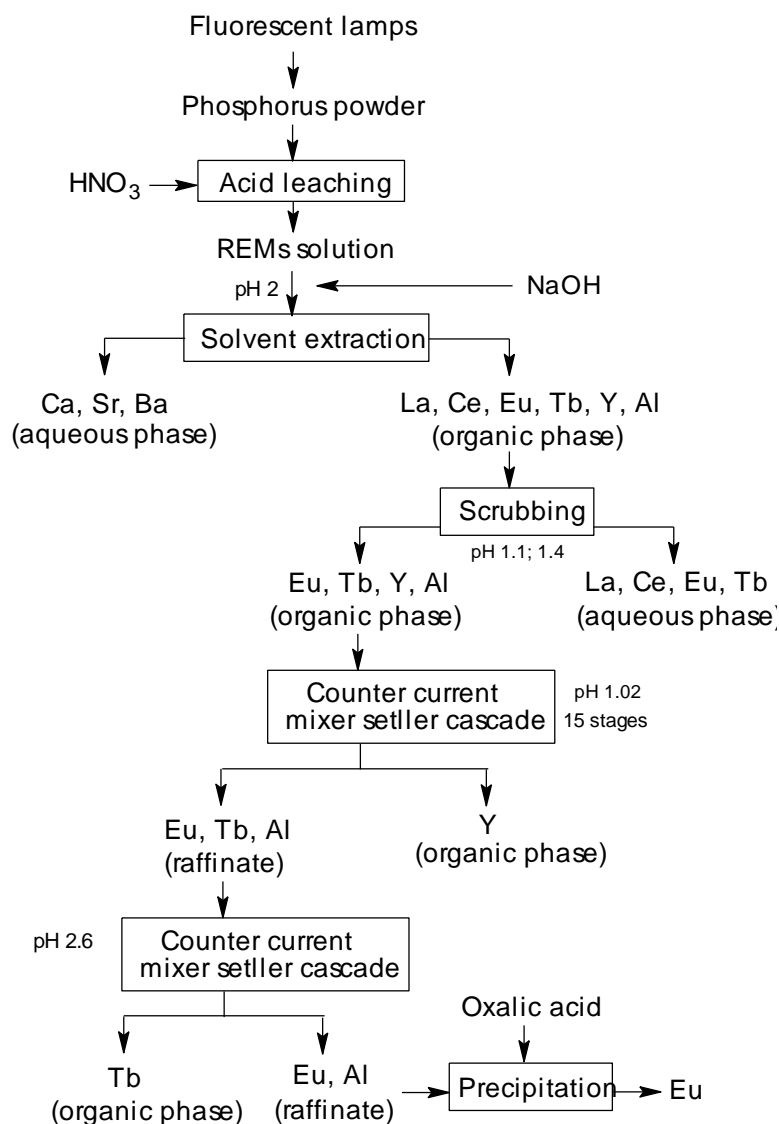 Fluorescent lamps
Phosphorus powder
HNO3
Acid leaching
REMs solution
pH 2
NaOH
Solvent extraction
Ca, Sr, Ba
(aqueous phase)
La, Ce, Eu, Tb, Y, Al
(organic phase)
Scrubbing
pH 1.1; 1.4
Eu, Tb, Y, Al
(organic phase)
La, Ce, Eu, Tb
(aqueous phase)
Counter current
mixer setller cascade
pH 1.02
15 stages
Eu, Tb, Al
(raffinate)
Y
(organic phase)
pH 2.6
Counter current
mixer setller cascade
Tb
(organic phase)
Eu, Al
(raffinate)
Oxalic acid
Precipitation
Eu